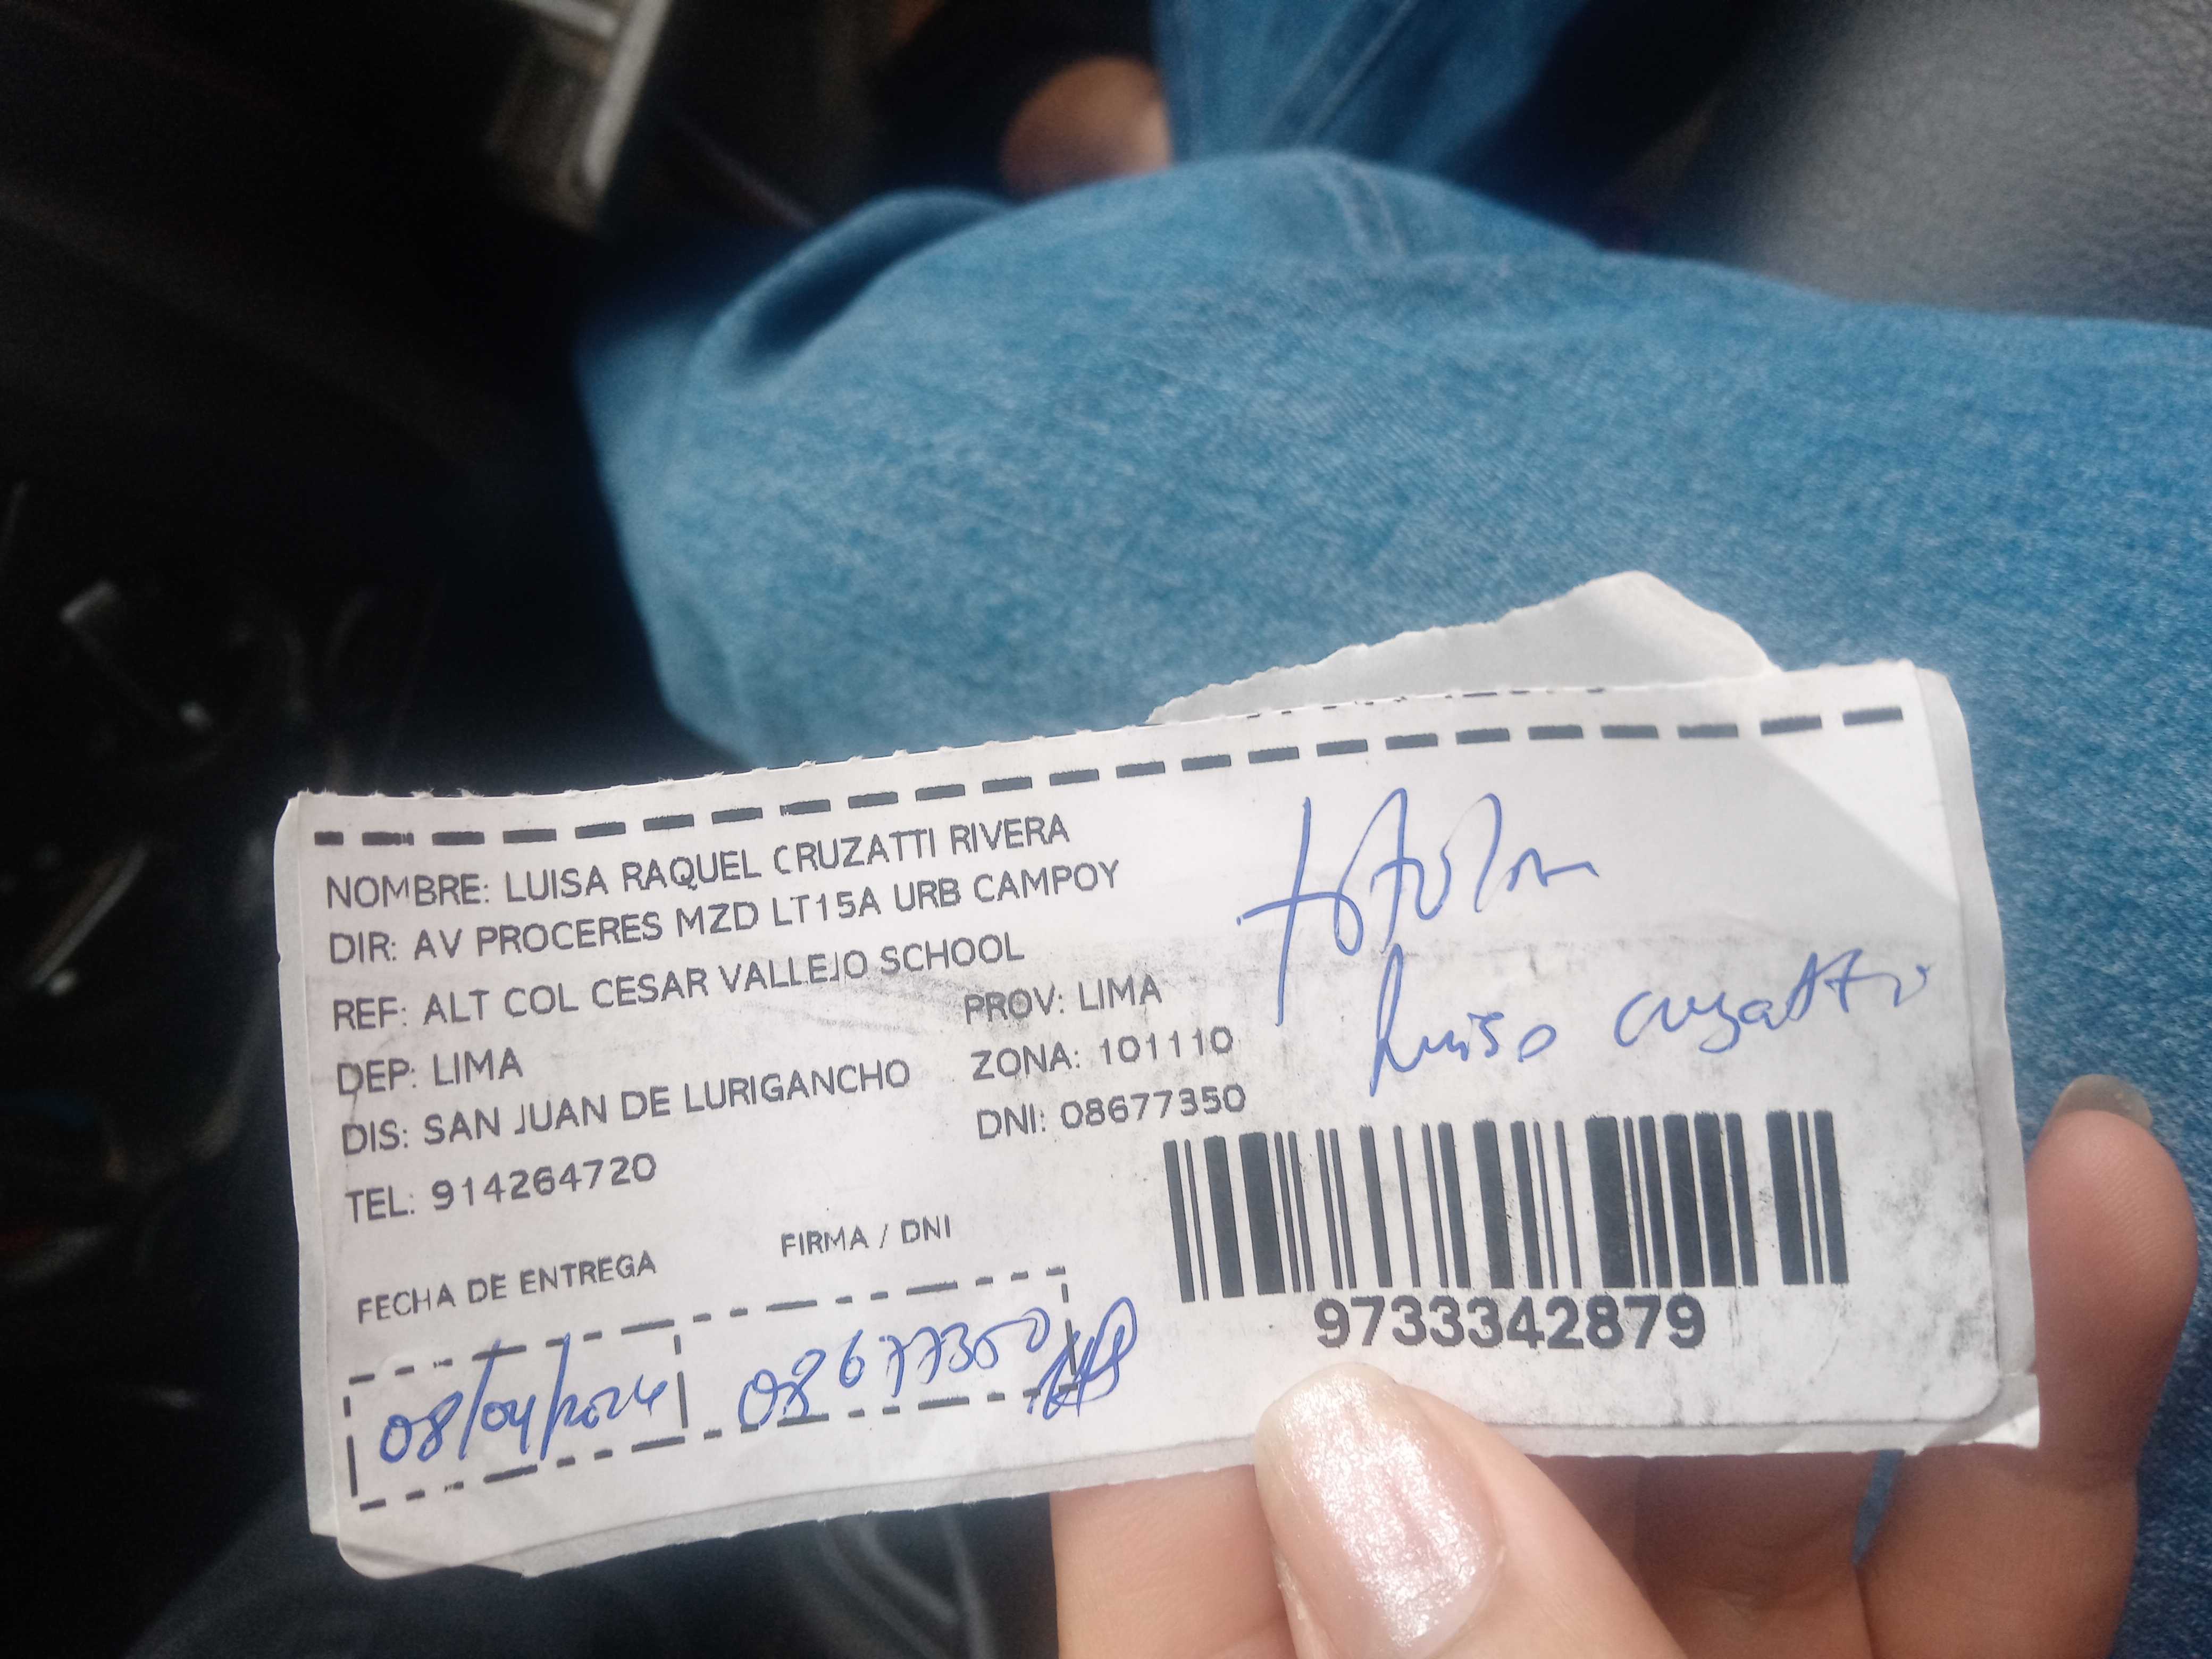 NOMBRE: LUISA RAQUEL CRUZATTI RIVERA
DIR: AV PROCERES MZD LT15A URB CAMPOY
REF: ALT COL CESAR VALLEJO SCHOOL
DEP: LIMA PROV: LIMA
DIS: SAN JUAN DE LURIGANCHO ZONA: 101110
TEL: 914264720 DNI: 08677350
titular
Luisa cruzatti
FECHA DE ENTREGA FIRMA / DNI
08/04/2024 08677350
9733342879